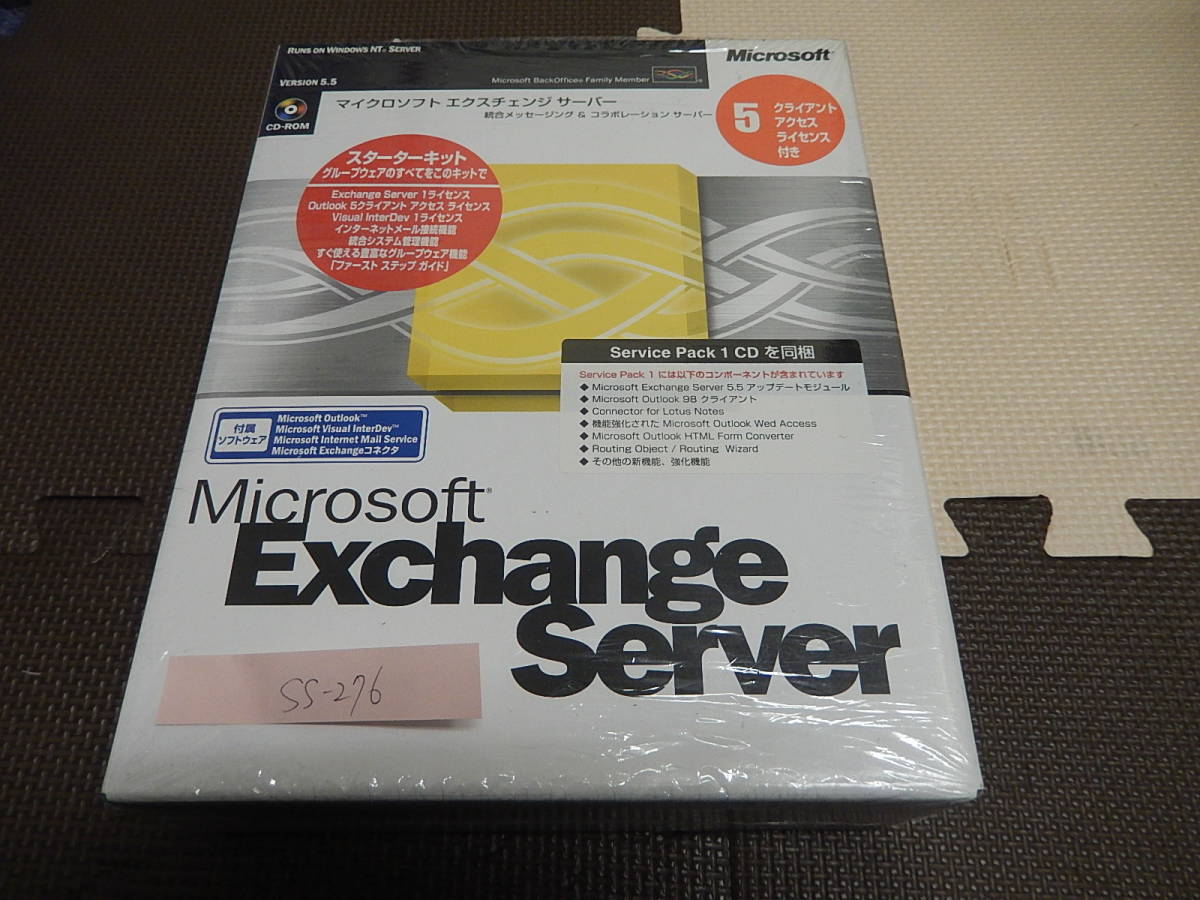 RUNS ON WINDOWS NT® SERVER
VERSION 5.5
Microsoft BackOffice® Family Member
Microsoft®
CD-ROM
マイクロソフト エクスチェンジ サーバー
統合メッセージング & コラボレーション サーバー
5
クライアント
アクセス
ライセンス
付き
スターターキット
グループウェアのすべてをこのキットで
Exchange Server 1ライセンス
Outlook 5クライアント アクセス ライセンス
Visual InterDev 1ライセンス
インターネットメール接続機能
統合システム管理機能
すぐ使える豊富なグループウェア機能
「ファースト ステップ ガイド」
Service Pack 1 CD を同梱
Service Pack 1 には以下のコンポーネントが含まれています
◆ Microsoft Exchange Server 5.5 アップデートモジュール
◆ Microsoft Outlook 98 クライアント
◆ Connector for Lotus Notes
◆ 機能強化された Microsoft Outlook Wed Access
◆ Microsoft Outlook HTML Form Converter
◆ Routing Object / Routing Wizard
◆ その他の新機能、強化機能
付属
ソフトウェア
Microsoft Outlook™
Microsoft Visual InterDev™
Microsoft Internet Mail Service
Microsoft Exchangeコネクタ
Microsoft®
Exchange
Server
SS-276